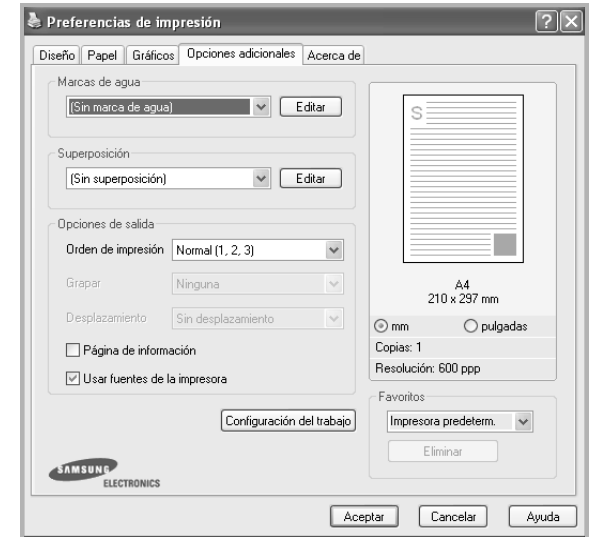 Preferencias de impresión
Diseño Papel Gráficos Opciones adicionales Acerca de
Marcas de agua
(Sin marca de agua) Editar
Superposición
(Sin superposición) Editar
Opciones de salida
Orden de impresión Normal (1, 2, 3)
Grapar Ninguna
Desplazamiento Sin desplazamiento
Página de información
Usar fuentes de la impresora
Configuración del trabajo
SAMSUNG
ELECTRONICS
S
A4
210 x 297 mm
mm pulgadas
Copias: 1
Resolución: 600 ppp
Favoritos
Impresora predeterm.
Eliminar
Aceptar Cancelar Ayuda